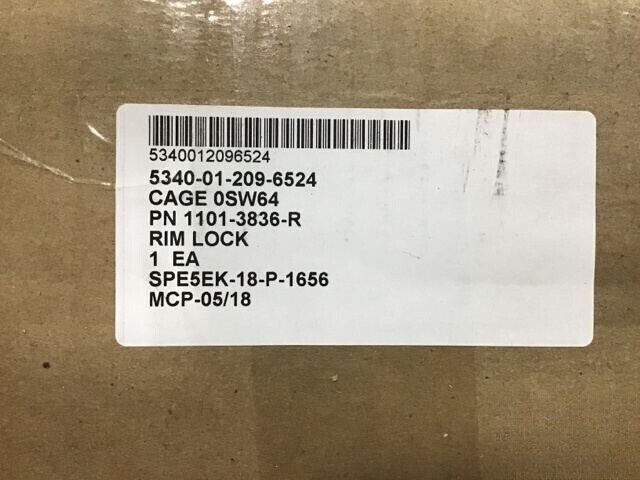 5340012096524
5340-01-209-6524
CAGE 0SW64
PN 1101-3836-R
RIM LOCK
1 EA
SPE5EK-18-P-1656
MCP-05/18